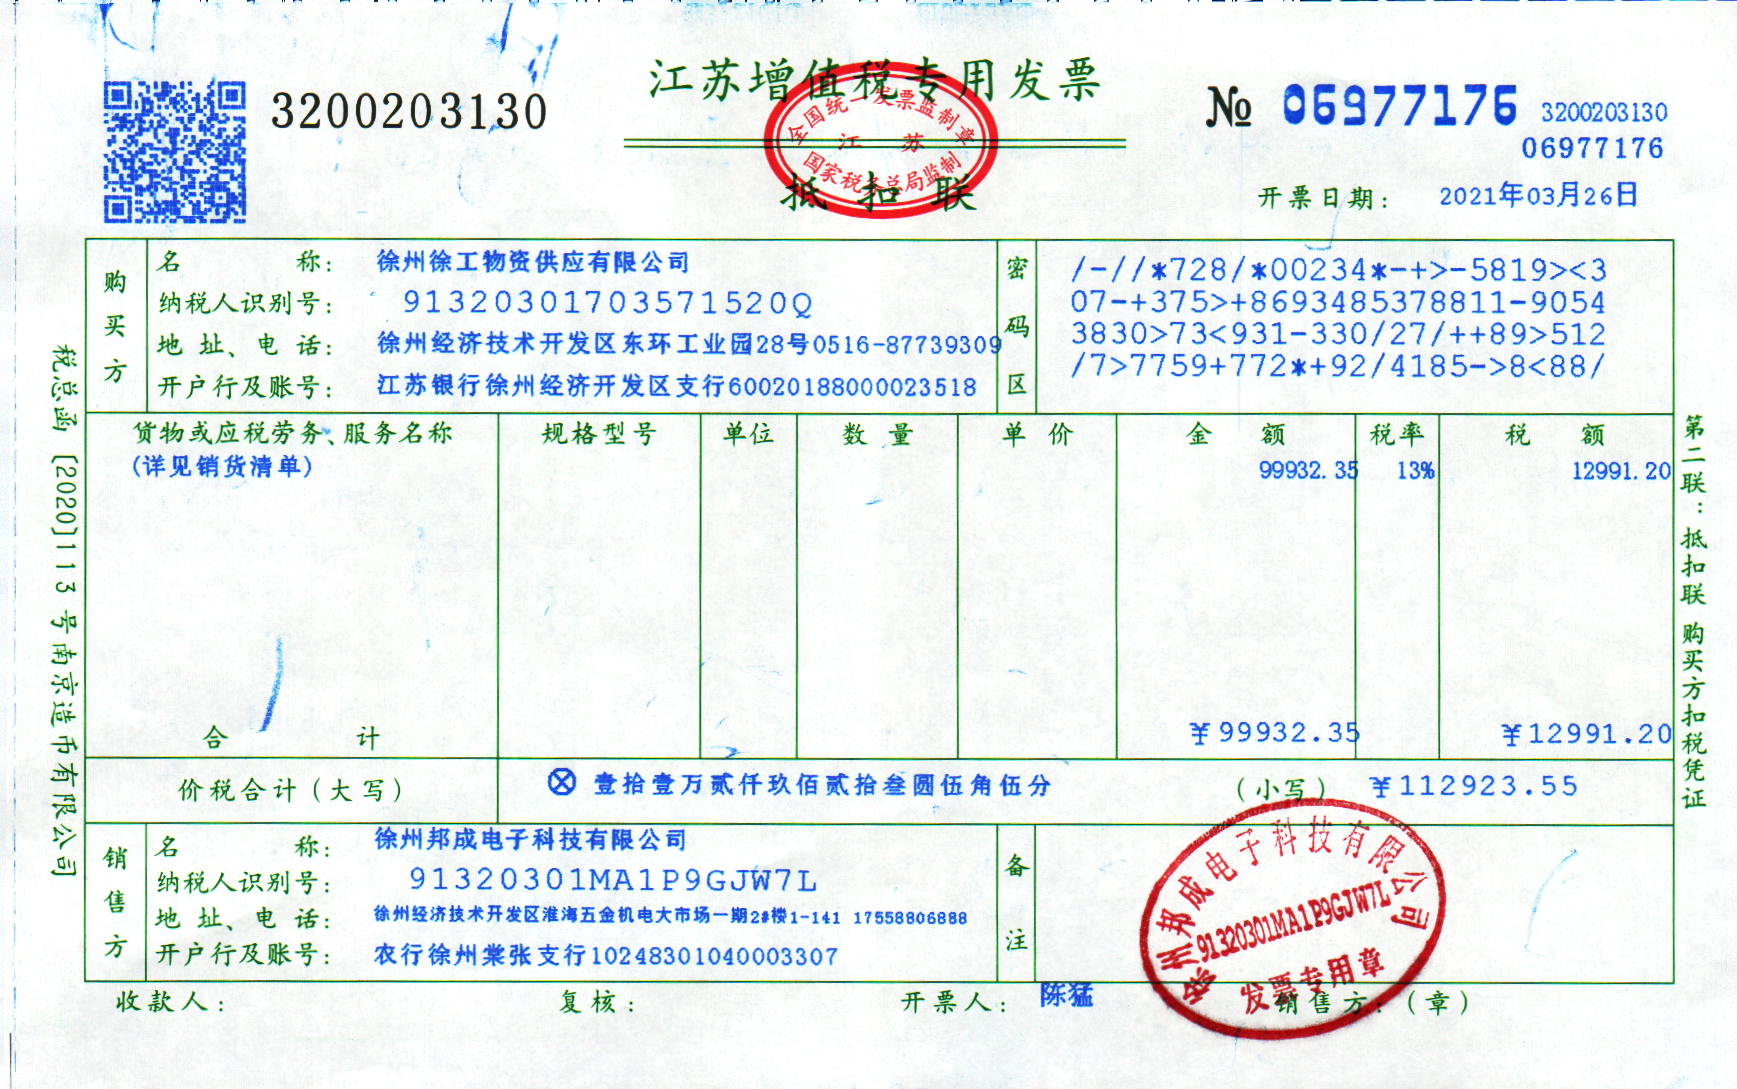 江苏增值税专用发票
3200203130
№ 06977176 3200203130
06977176
全国统一发票监制章
江 苏
国家税务总局监制
抵扣联
开票日期: 2021年03月26日
购买方
名 称: 徐州徐工物资供应有限公司
纳税人识别号: 91320301703571520Q
地 址、电 话: 徐州经济技术开发区东环工业园28号0516-87739309
开户行及账号: 江苏银行徐州经济开发区支行60020188000023518
密码区
/-//*728/*00234*-+>-5819><3
07-+375>+8693485378811-9054
3830>73<931-330/27/++89>512
/7>7759+772*+92/4185->8<88/
货物或应税劳务、服务名称 规格型号 单位 数 量 单 价 金 额 税率 税 额
(详见销货清单) 99932.35 13% 12991.20
合 计 ¥99932.35 ¥12991.20
价税合计(大写) ⊗ 壹拾壹万贰仟玖佰贰拾叁圆伍角伍分 (小写) ¥112923.55
销售方
名 称: 徐州邦成电子科技有限公司
纳税人识别号: 91320301MA1P9GJW7L
地 址、电 话: 徐州经济技术开发区淮海五金机电大市场一期2#楼1-141 17558806888
开户行及账号: 农行徐州棠张支行10248301040003307
备注
徐州邦成电子科技有限公司
91320301MA1P9GJW7L
发票专用章
收款人: 复核: 开票人: 陈猛 销售方:(章)
税总函〔2020〕113号南京造币有限公司
第二联:抵扣联 购买方扣税凭证